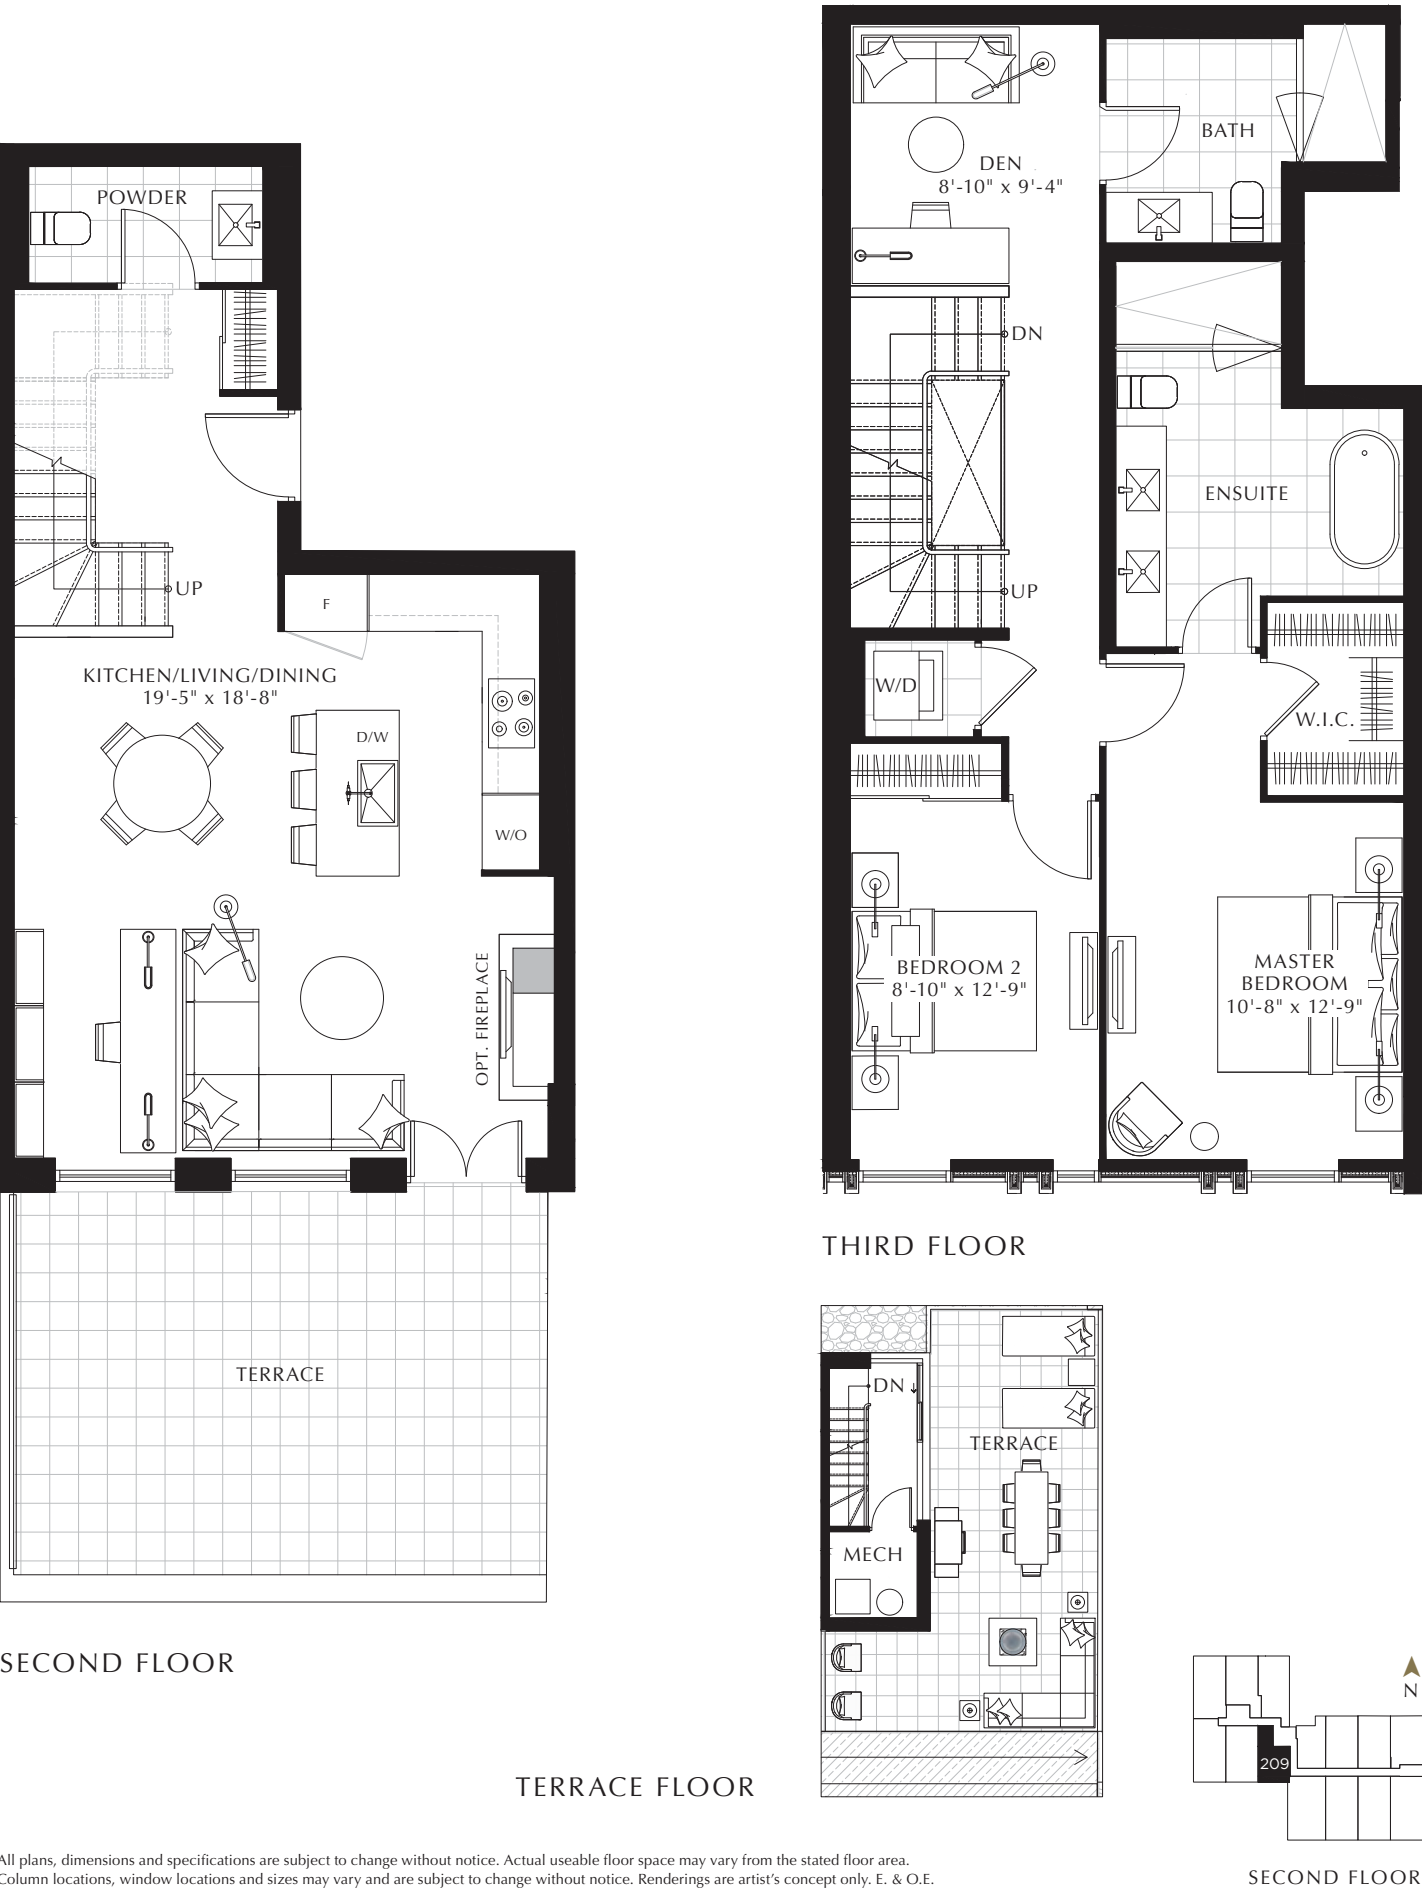 POWDER
UP
F
KITCHEN/LIVING/DINING
19'-5" x 18'-8"
D/W
W/O
OPT. FIREPLACE
TERRACE
SECOND FLOOR
BATH
DEN
8'-10" x 9'-4"
DN
ENSUITE
UP
W/D
W.I.C.
BEDROOM 2
8'-10" x 12'-9"
MASTER
BEDROOM
10'-8" x 12'-9"
THIRD FLOOR
DN
TERRACE
MECH
TERRACE FLOOR
N
209
SECOND FLOOR
All plans, dimensions and specifications are subject to change without notice. Actual useable floor space may vary from the stated floor area.
Column locations, window locations and sizes may vary and are subject to change without notice. Renderings are artist's concept only. E. & O.E.